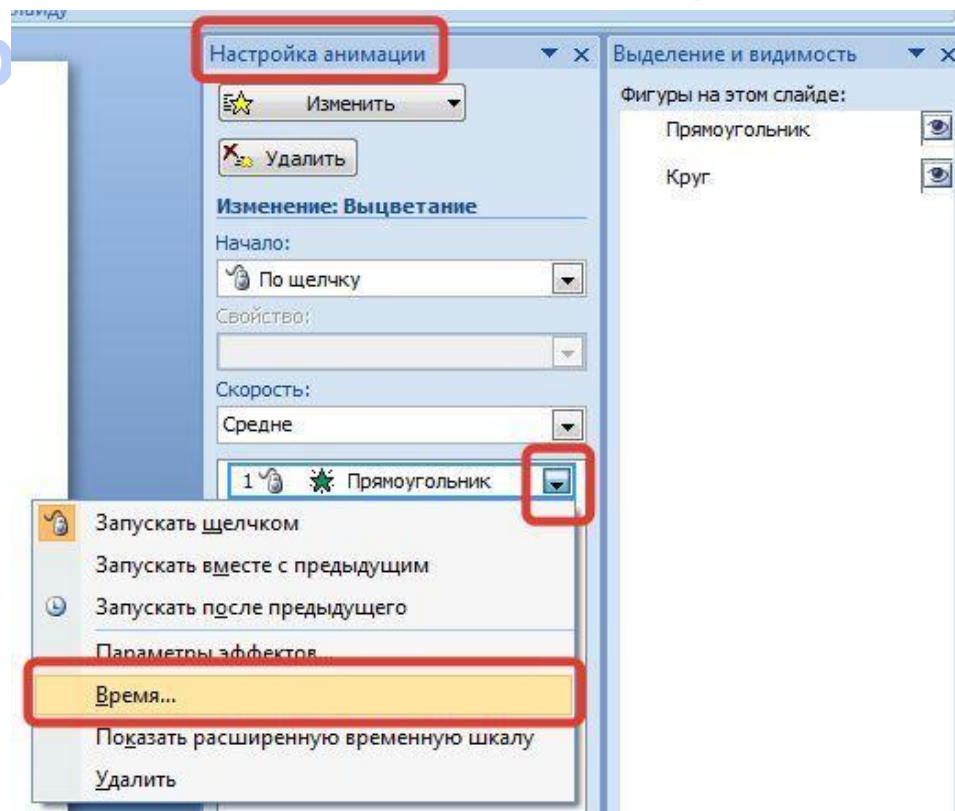 Настройка анимации
Изменить
Удалить
Изменение: Выцветание
Начало:
По щелчку
Свойство:
Скорость:
Средне
1 Прямоугольник
Запускать щелчком
Запускать вместе с предыдущим
Запускать после предыдущего
Параметры эффектов...
Время...
Показать расширенную временную шкалу
Удалить
Выделение и видимость
Фигуры на этом слайде:
Прямоугольник
Круг